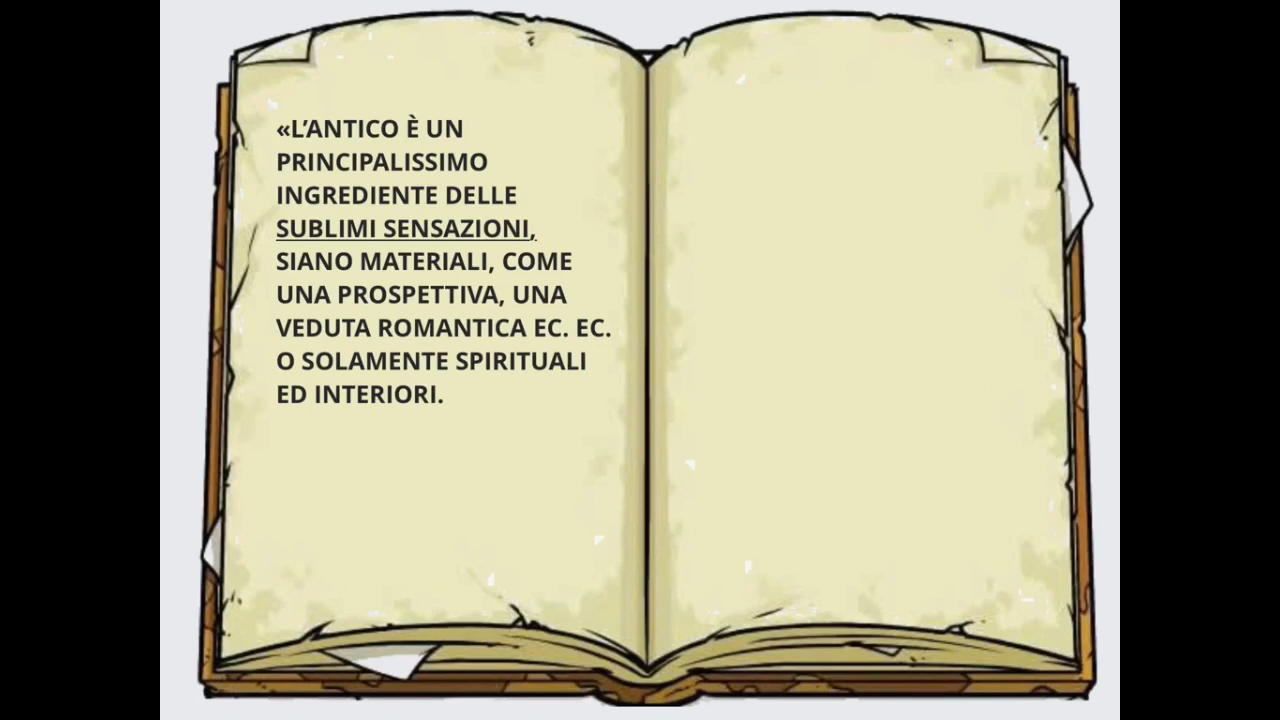 «L'ANTICO È UN
PRINCIPALISSIMO
INGREDIENTE DELLE
SUBLIMI SENSAZIONI,
SIANO MATERIALI, COME
UNA PROSPETTIVA, UNA
VEDUTA ROMANTICA EC. EC.
O SOLAMENTE SPIRITUALI
ED INTERIORI.